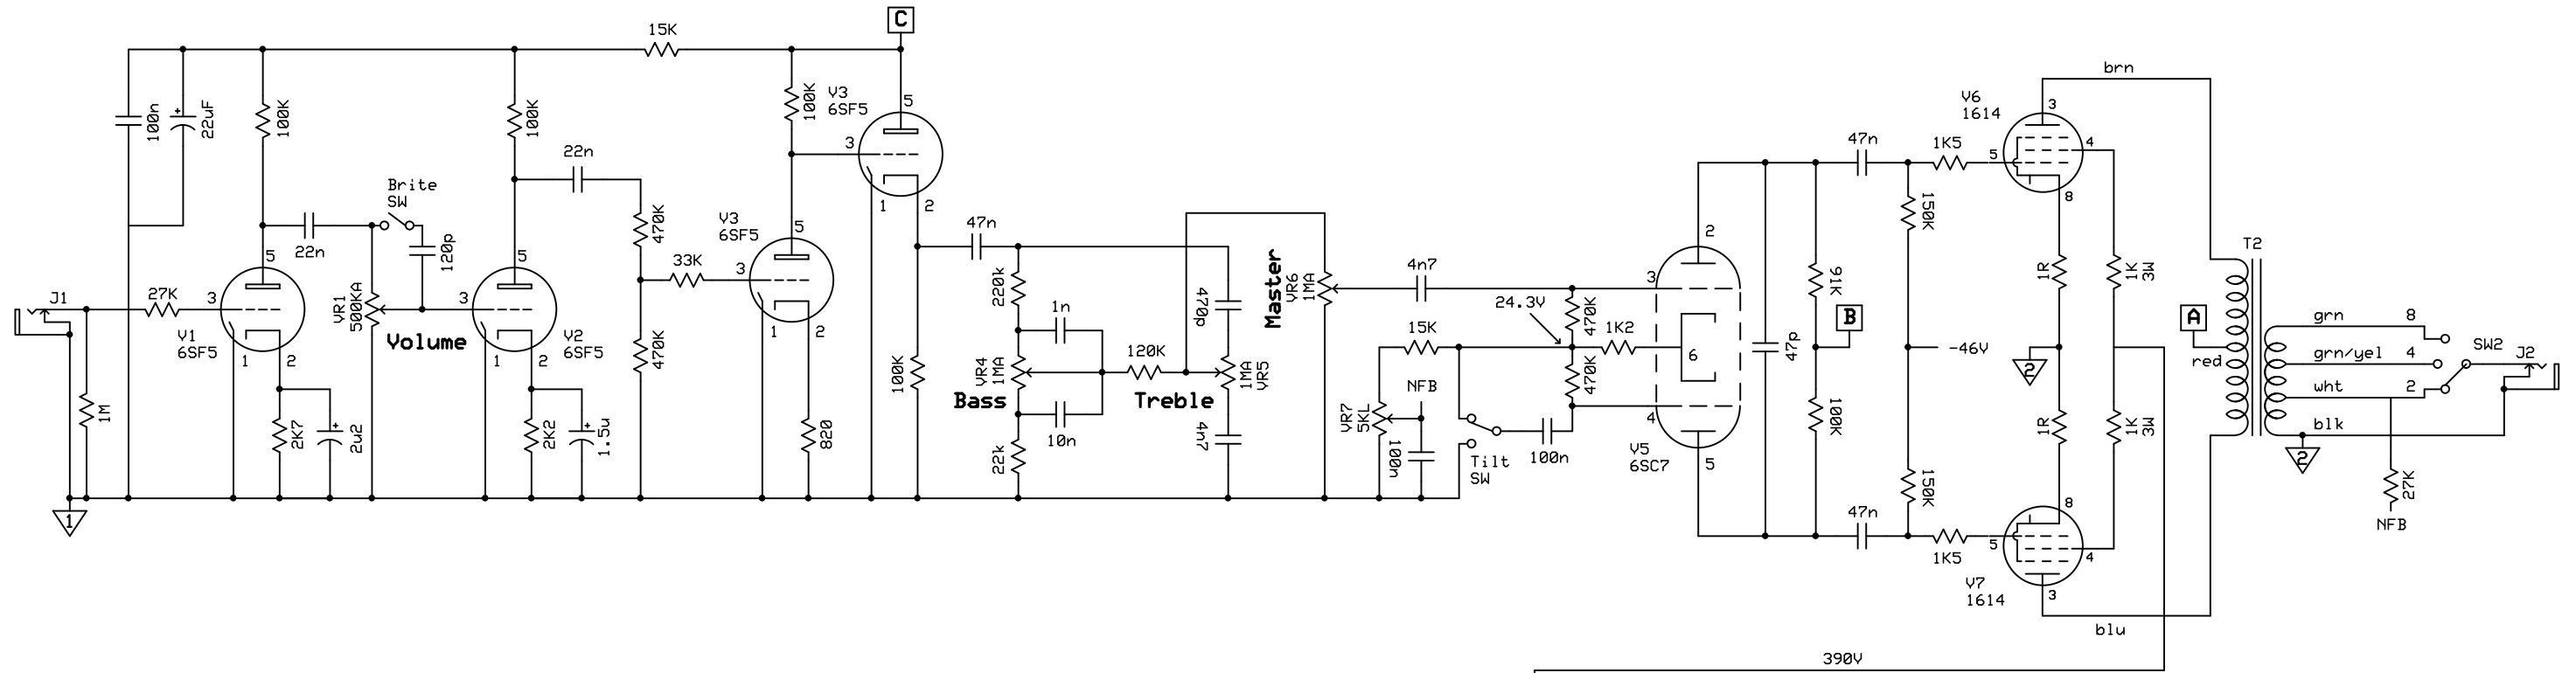 C
15K
100n
22uF
100K
100K
100K
V3
6SF5
5
3
1
2
22n
Brite
SW
120p
22n
5
VR1
500KA
Volume
J1
27K
3
V1
6SF5
1
2
1M
2K7
2u2
5
3
V2
6SF5
1
2
2K2
1.5u
470K
33K
470K
V3
6SF5
5
3
1
2
820
100K
47n
220k
1n
VR4
1MA
Bass
10n
22k
120K
Treble
470p
1MA
VR5
4n7
Master
VR6
1MA
4n7
24.3V
15K
470K
1K2
470K
NFB
VR7
5KL
100n
Tilt
SW
100n
2
3
6
4
V5
6SC7
5
47p
91K
B
100K
47n
150K
-46V
150K
47n
1K5
1K5
V6
1614
3
5
4
8
1R
1K
3W
2
1R
1K
3W
8
5
4
V7
1614
3
brn
blu
390V
T2
A
red
grn
8
grn/yel
4
wht
2
blk
SW2
J2
2
27K
NFB
1